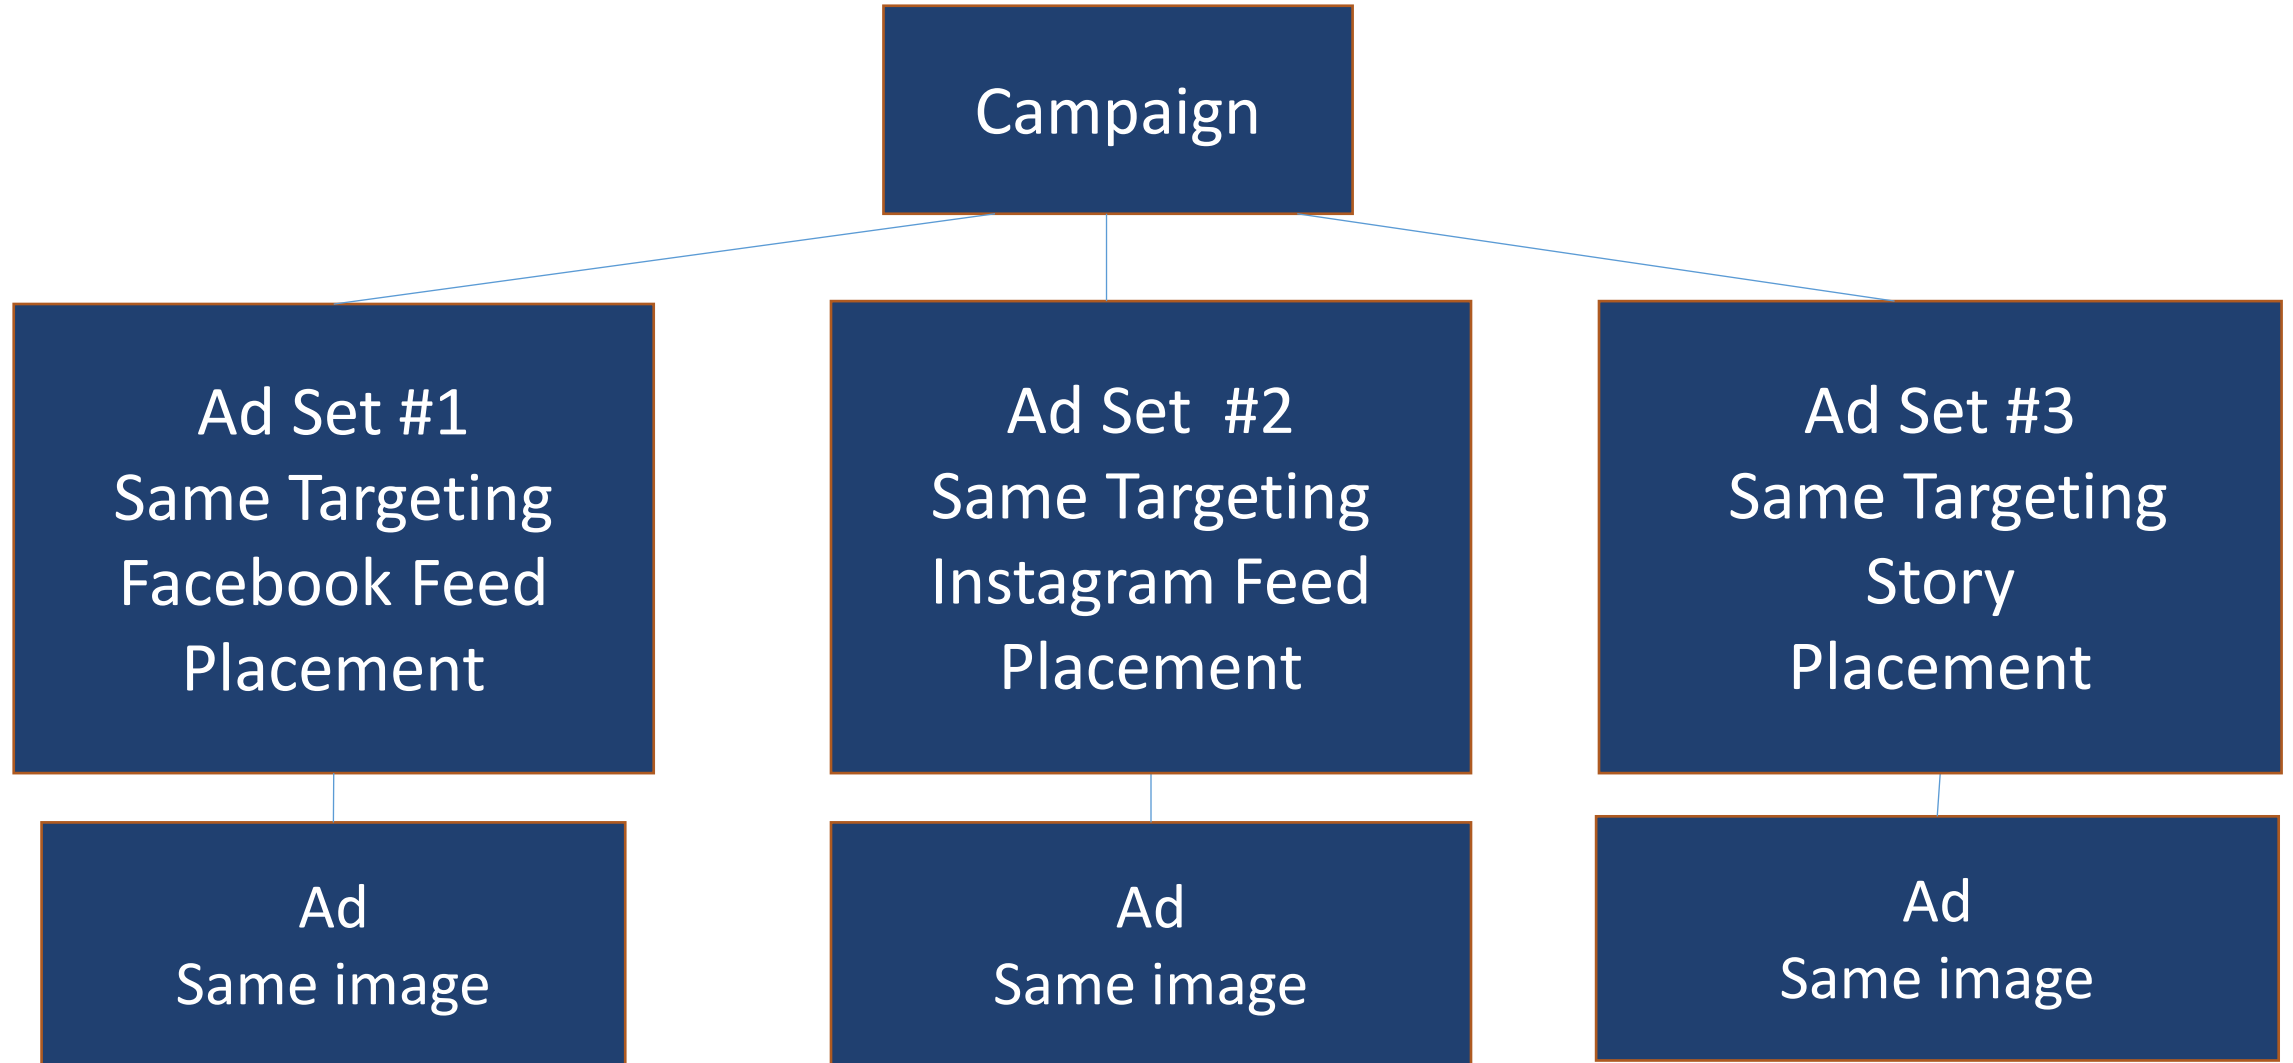 Campaign
Ad Set #1
Same Targeting
Facebook Feed
Placement
Ad Set  #2
Same Targeting
Instagram Feed
Placement
Ad Set #3
Same Targeting
Story
Placement
Ad
Same image
Ad
Same image
Ad
Same image